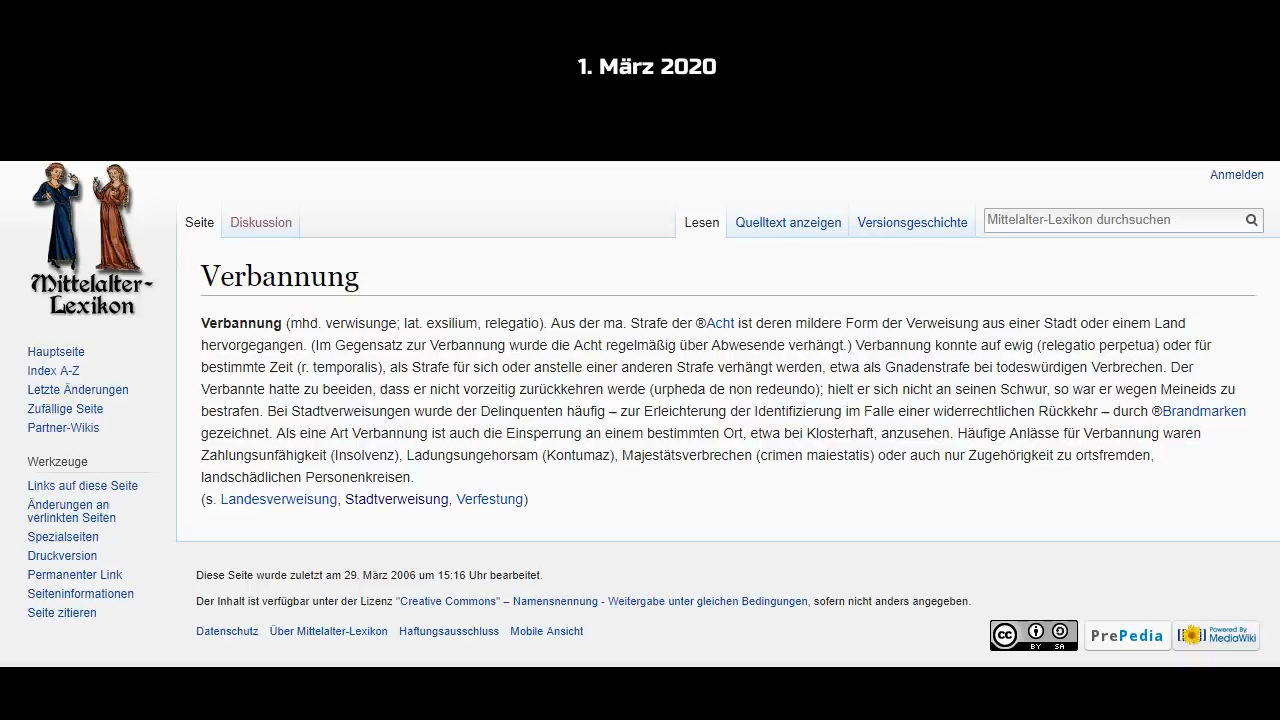 1. März 2020
Anmelden
Seite Diskussion Lesen Quelltext anzeigen Versionsgeschichte Mittelalter-Lexikon durchsuchen
Mittelalter-
Lexikon
Hauptseite
Index A-Z
Letzte Änderungen
Zufällige Seite
Partner-Wikis
Werkzeuge
Links auf diese Seite
Änderungen an
verlinkten Seiten
Spezialseiten
Druckversion
Permanenter Link
Seiteninformationen
Seite zitieren
Verbannung
Verbannung (mhd. verwisunge; lat. exsilium, relegatio). Aus der ma. Strafe der ®Acht ist deren mildere Form der Verweisung aus einer Stadt oder einem Land
hervorgegangen. (Im Gegensatz zur Verbannung wurde die Acht regelmäßig über Abwesende verhängt.) Verbannung konnte auf ewig (relegatio perpetua) oder für
bestimmte Zeit (r. temporalis), als Strafe für sich oder anstelle einer anderen Strafe verhängt werden, etwa als Gnadenstrafe bei todeswürdigen Verbrechen. Der
Verbannte hatte zu beeiden, dass er nicht vorzeitig zurückkehren werde (urpheda de non redeundo); hielt er sich nicht an seinen Schwur, so war er wegen Meineids zu
bestrafen. Bei Stadtverweisungen wurde der Delinquenten häufig – zur Erleichterung der Identifizierung im Falle einer widerrechtlichen Rückkehr – durch ®Brandmarken
gezeichnet. Als eine Art Verbannung ist auch die Einsperrung an einem bestimmten Ort, etwa bei Klosterhaft, anzusehen. Häufige Anlässe für Verbannung waren
Zahlungsunfähigkeit (Insolvenz), Ladungsungehorsam (Kontumaz), Majestätsverbrechen (crimen maiestatis) oder auch nur Zugehörigkeit zu ortsfremden,
landschädlichen Personenkreisen.
(s. Landesverweisung, Stadtverweisung, Verfestung)
Diese Seite wurde zuletzt am 29. März 2006 um 15:16 Uhr bearbeitet.
Der Inhalt ist verfügbar unter der Lizenz "Creative Commons" – Namensnennung - Weitergabe unter gleichen Bedingungen, sofern nicht anders angegeben.
Datenschutz Über Mittelalter-Lexikon Haftungsausschluss Mobile Ansicht
CC BY SA PrePedia Powered By MediaWiki